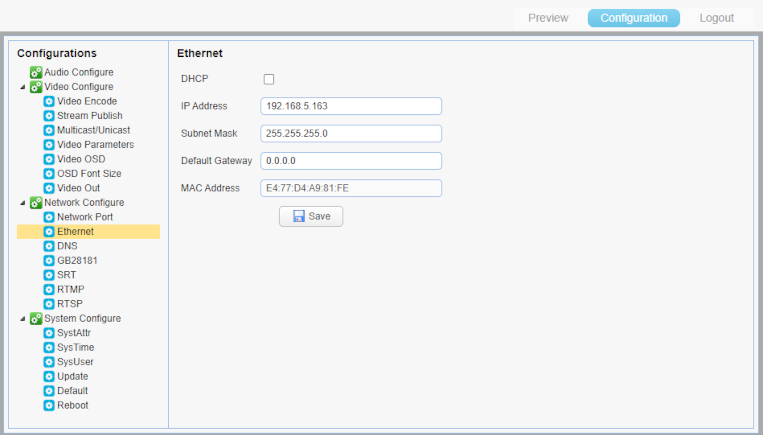 Preview Configuration Logout
Configurations
Audio Configure
Video Configure
Video Encode
Stream Publish
Multicast/Unicast
Video Parameters
Video OSD
OSD Font Size
Video Out
Network Configure
Network Port
Ethernet
DNS
GB28181
SRT
RTMP
RTSP
System Configure
SystAttr
SysTime
SysUser
Update
Default
Reboot
Ethernet
DHCP
IP Address 192.168.5.163
Subnet Mask 255.255.255.0
Default Gateway 0.0.0.0
MAC Address E4:77:D4:A9:81:FE
Save